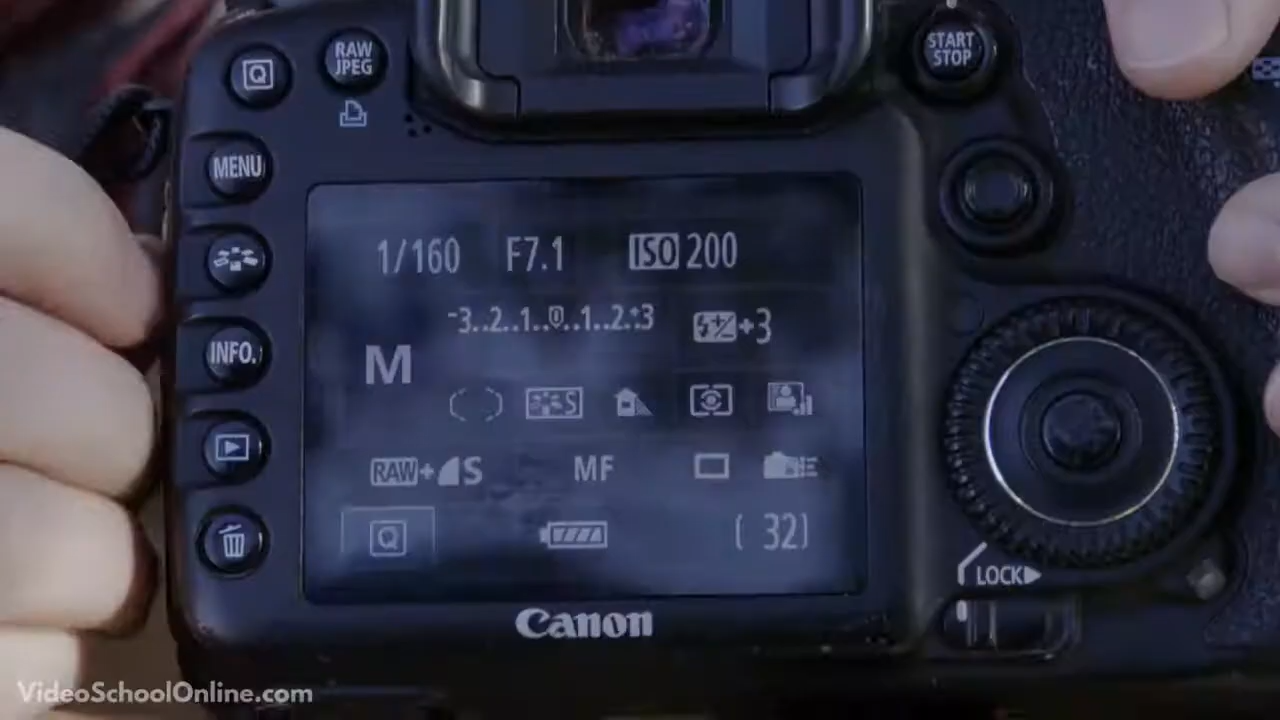 RAW
JPEG
START
STOP
Q
MENU
INFO.
1/160 F7.1 ISO 200
-3..2..1..0..1..2.:3
+3
M
S
RAW+S
MF
Q
( 32)
LOCK
Canon
VideoSchoolOnline.com